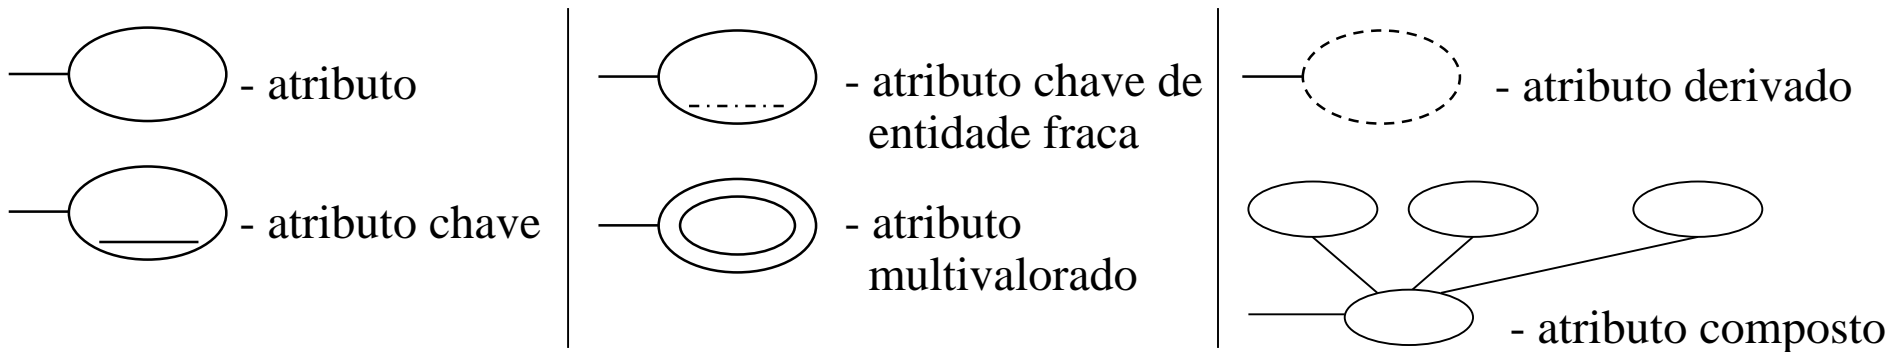 - atributo
- atributo chave
- atributo chave de
entidade fraca
- atributo
multivalorado
- atributo derivado
- atributo composto